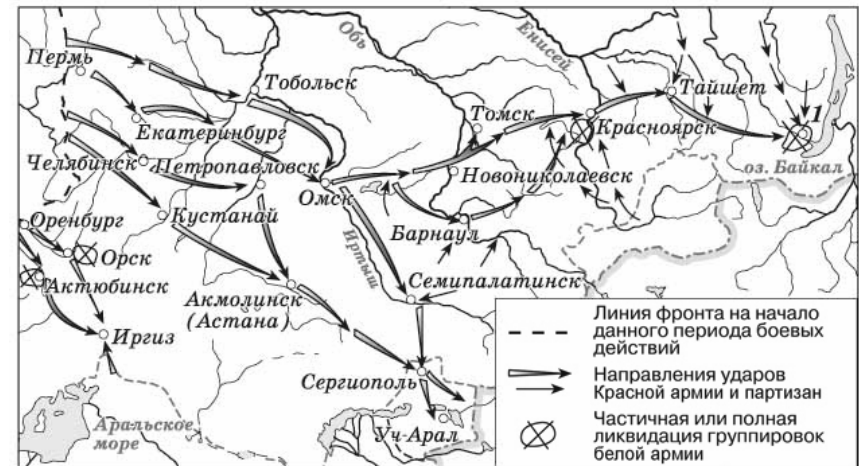 Обь
Енисей
Пермь
Тобольск
Тайшет
1
Томск
Екатеринбург
Красноярск
Челябинск
Петропавловск
оз. Байкал
Омск
Новониколаевск
Оренбург
Кустанай
Барнаул
Орск
Иртыш
Актюбинск
Семипалатинск
Акмолинск
(Астана)
Иргиз
Сергиополь
Аральское
море
Уч-Арал
Линия фронта на начало
данного периода боевых
действий
Направления ударов
Красной армии и партизан
Частичная или полная
ликвидация группировок
белой армии